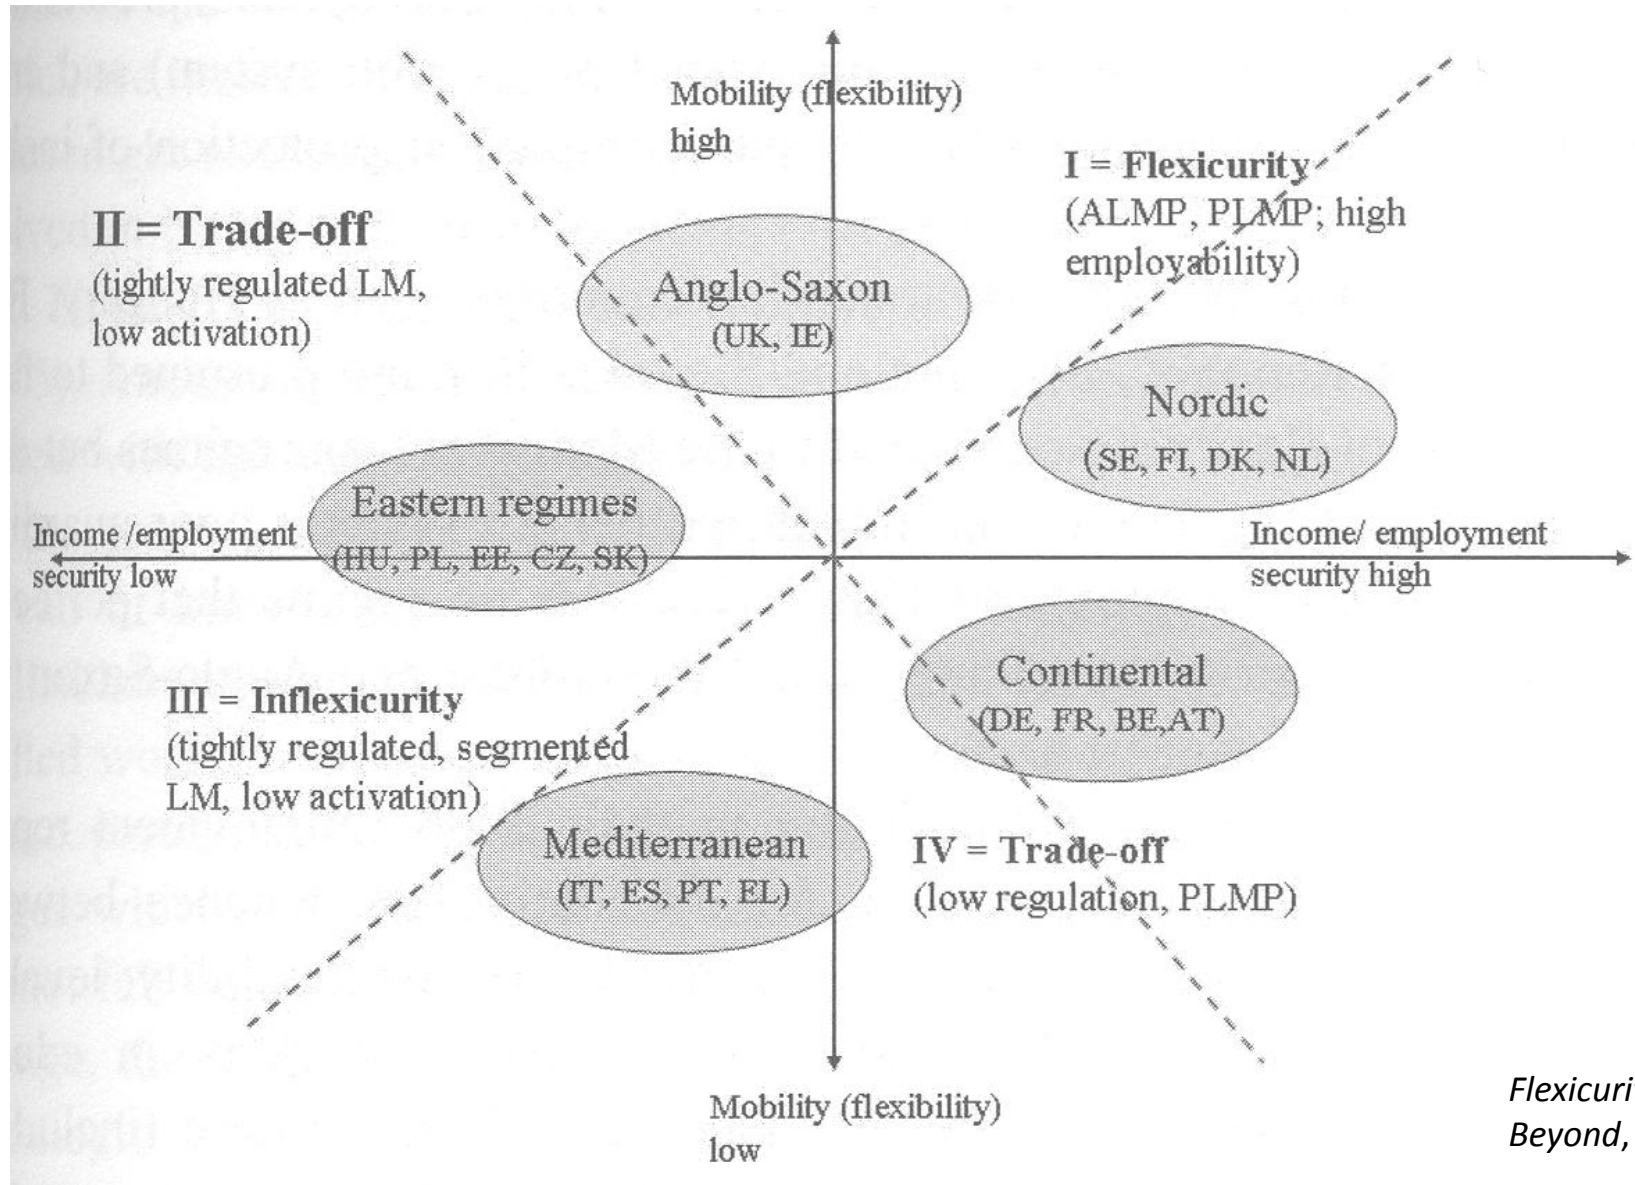 Mobility (flexibility)
high
I = Flexicurity
(ALMP, PLMP; high
employability)
II = Trade-off
(tightly regulated LM,
low activation)
Anglo-Saxon
(UK, IE)
Nordic
(SE, FI, DK, NL)
Eastern regimes
(HU, PL, EE, CZ, SK)
Income /employment
security low
Income/ employment
security high
Continental
(DE, FR, BE,AT)
III = Inflexicurity
(tightly regulated, segmented
LM, low activation)
Mediterranean
(IT, ES, PT, EL)
IV = Trade-off
(low regulation, PLMP)
Mobility (flexibility)
low
Flexicuri
Beyond,